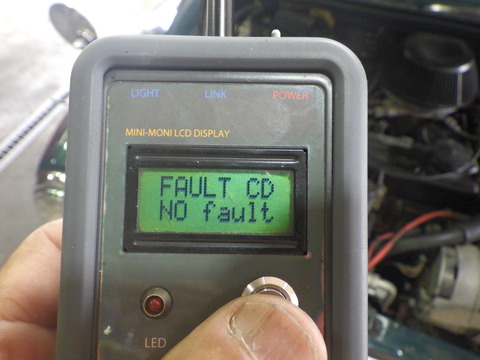 LIGHT LINK POWER
MINI-MONI LCD DISPLAY
FAULT CD
NO fault
LED